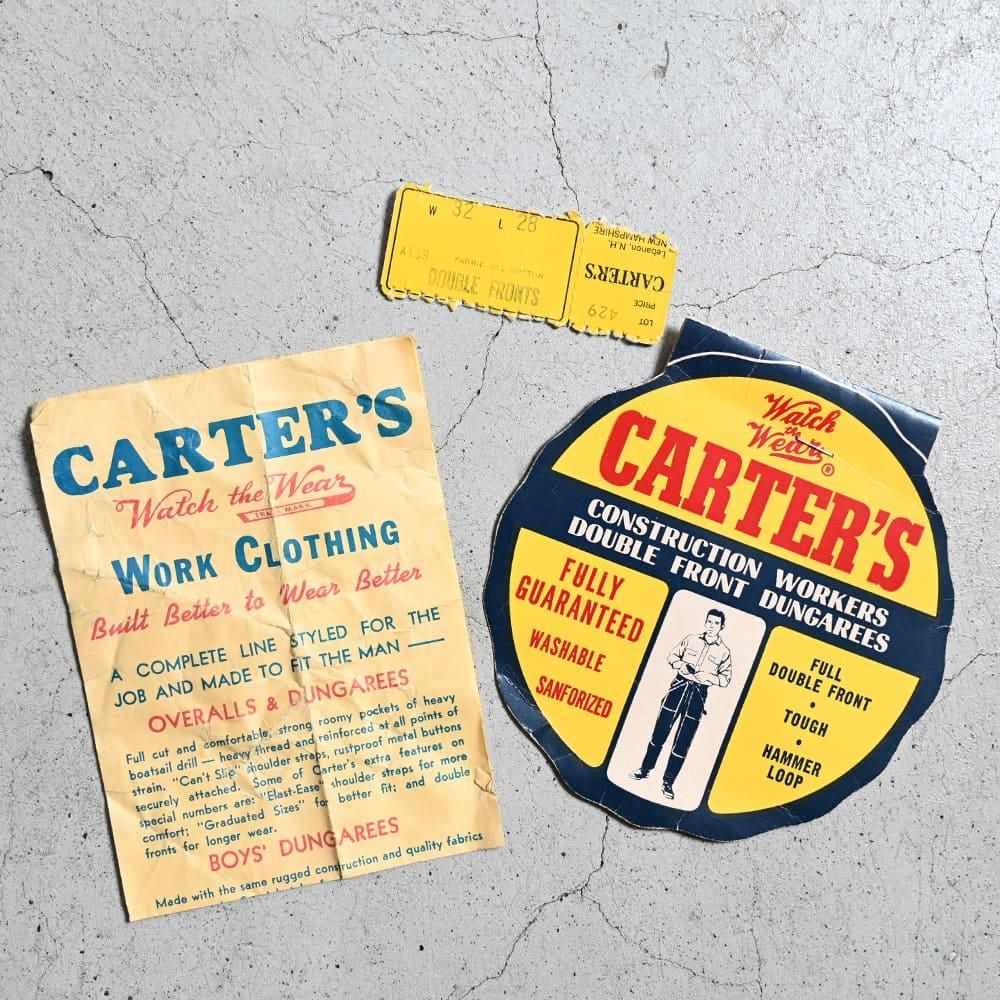 W 32 L 28
A139
FABRIC ALL COTTON
DOUBLE FRONTS
CARTER'S
Lebanon, N.H.
NEW HAMPSHIRE
LOT
PRICE
429
CARTER'S
Watch the Wear
TRADE MARK
WORK CLOTHING
Built Better to Wear Better
A COMPLETE LINE STYLED FOR THE
JOB AND MADE TO FIT THE MAN —
OVERALLS & DUNGAREES
Full cut and comfortable, strong roomy pockets of heavy
boatsail drill — heavy thread and reinforced at all points of
strain. "Can't Slip" shoulder straps, rustproof metal buttons
securely attached. Some of Carter's extra features on
special numbers are: "Elast-Ease" shoulder straps for more
comfort; "Graduated Sizes" for better fit; and double
fronts for longer wear.
BOYS' DUNGAREES
Made with the same rugged construction and quality fabrics
Watch
the
Wear®
CARTER'S
CONSTRUCTION WORKERS
DOUBLE FRONT DUNGAREES
FULLY
GUARANTEED
WASHABLE
SANFORIZED
FULL
DOUBLE FRONT
•
TOUGH
•
HAMMER
LOOP